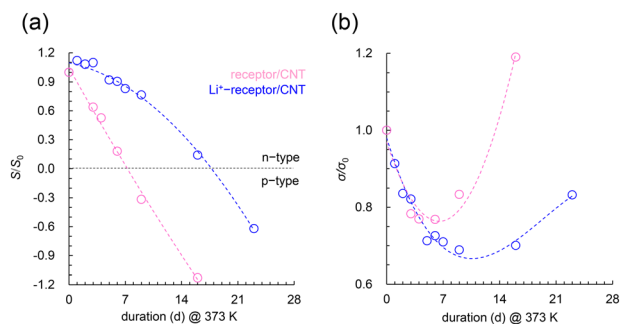 (a)
1.2
0.9
0.6
0.3
0.0
-0.3
-0.6
-0.9
-1.2
S/S0
receptor/CNT
Li+–receptor/CNT
n-type
p-type
0
7
14
21
28
duration (d) @ 373 K
(b)
1.2
1.0
0.8
0.6
σ/σ0
0
7
14
21
28
duration (d) @ 373 K